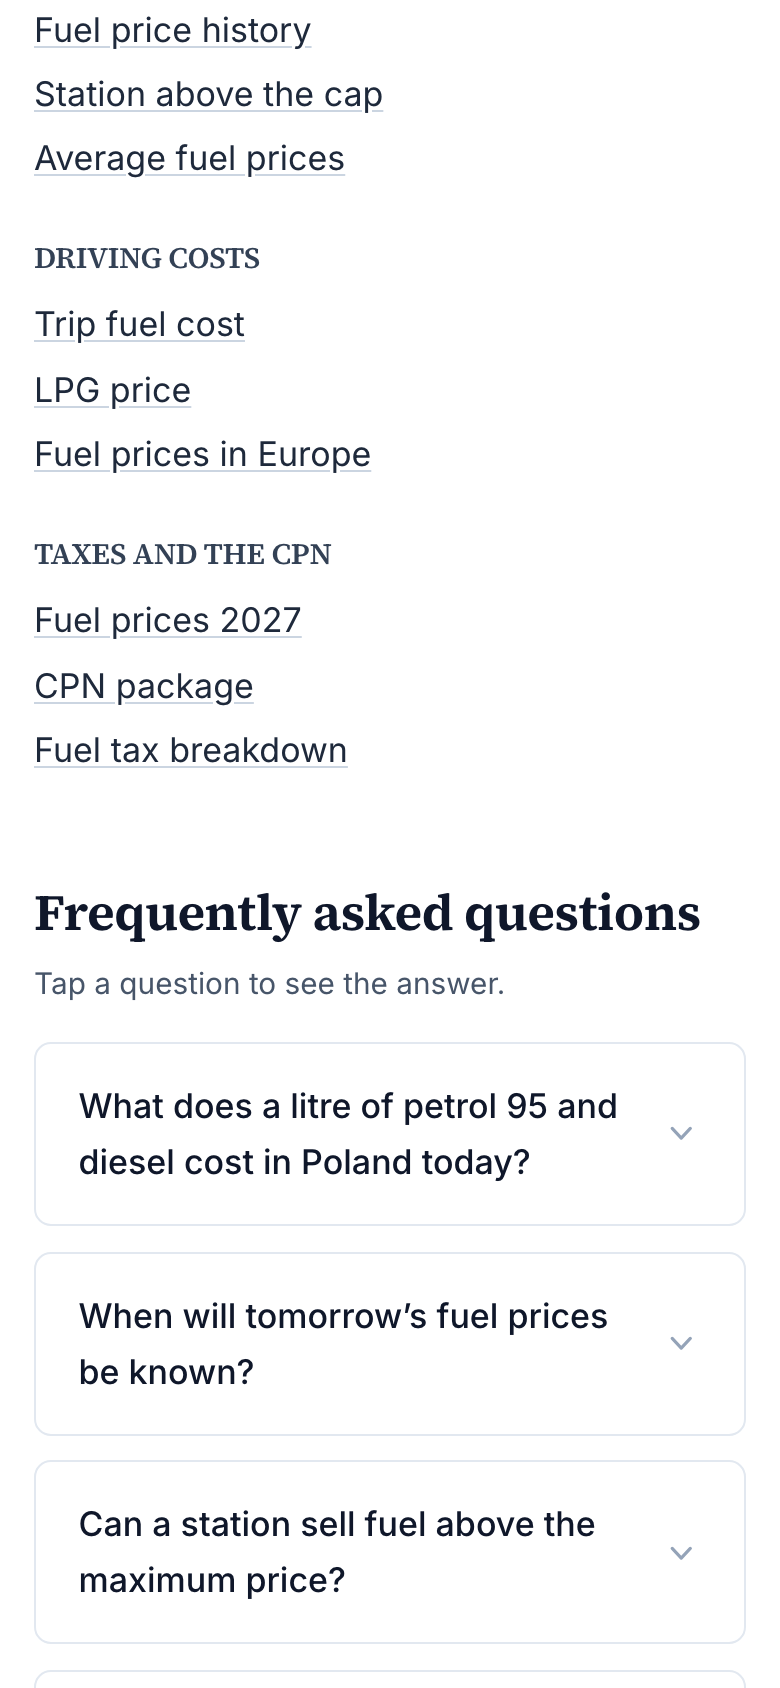 Fuel price history
Station above the cap
Average fuel prices
DRIVING COSTS
Trip fuel cost
LPG price
Fuel prices in Europe
TAXES AND THE CPN
Fuel prices 2027
CPN package
Fuel tax breakdown
Frequently asked questions
Tap a question to see the answer.
What does a litre of petrol 95 and
diesel cost in Poland today?
When will tomorrow’s fuel prices
be known?
Can a station sell fuel above the
maximum price?